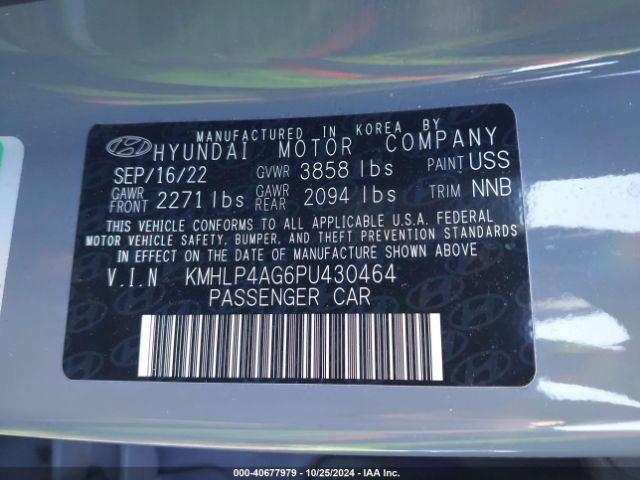 MANUFACTURED IN KOREA BY
HYUNDAI MOTOR COMPANY
SEP/16/22 GVWR 3858 lbs PAINT USS
GAWR FRONT 2271 lbs GAWR REAR 2094 lbs TRIM NNB
THIS VEHICLE CONFORMS TO ALL APPLICABLE U.S.A. FEDERAL
MOTOR VEHICLE SAFETY, BUMPER, AND THEFT PREVENTION STANDARDS
IN EFFECT ON THE DATE OF MANUFACTURE SHOWN ABOVE
V.I.N KMHLP4AG6PU430464
PASSENGER CAR
000-40677979 | 10/25/2024 - IAA Inc.